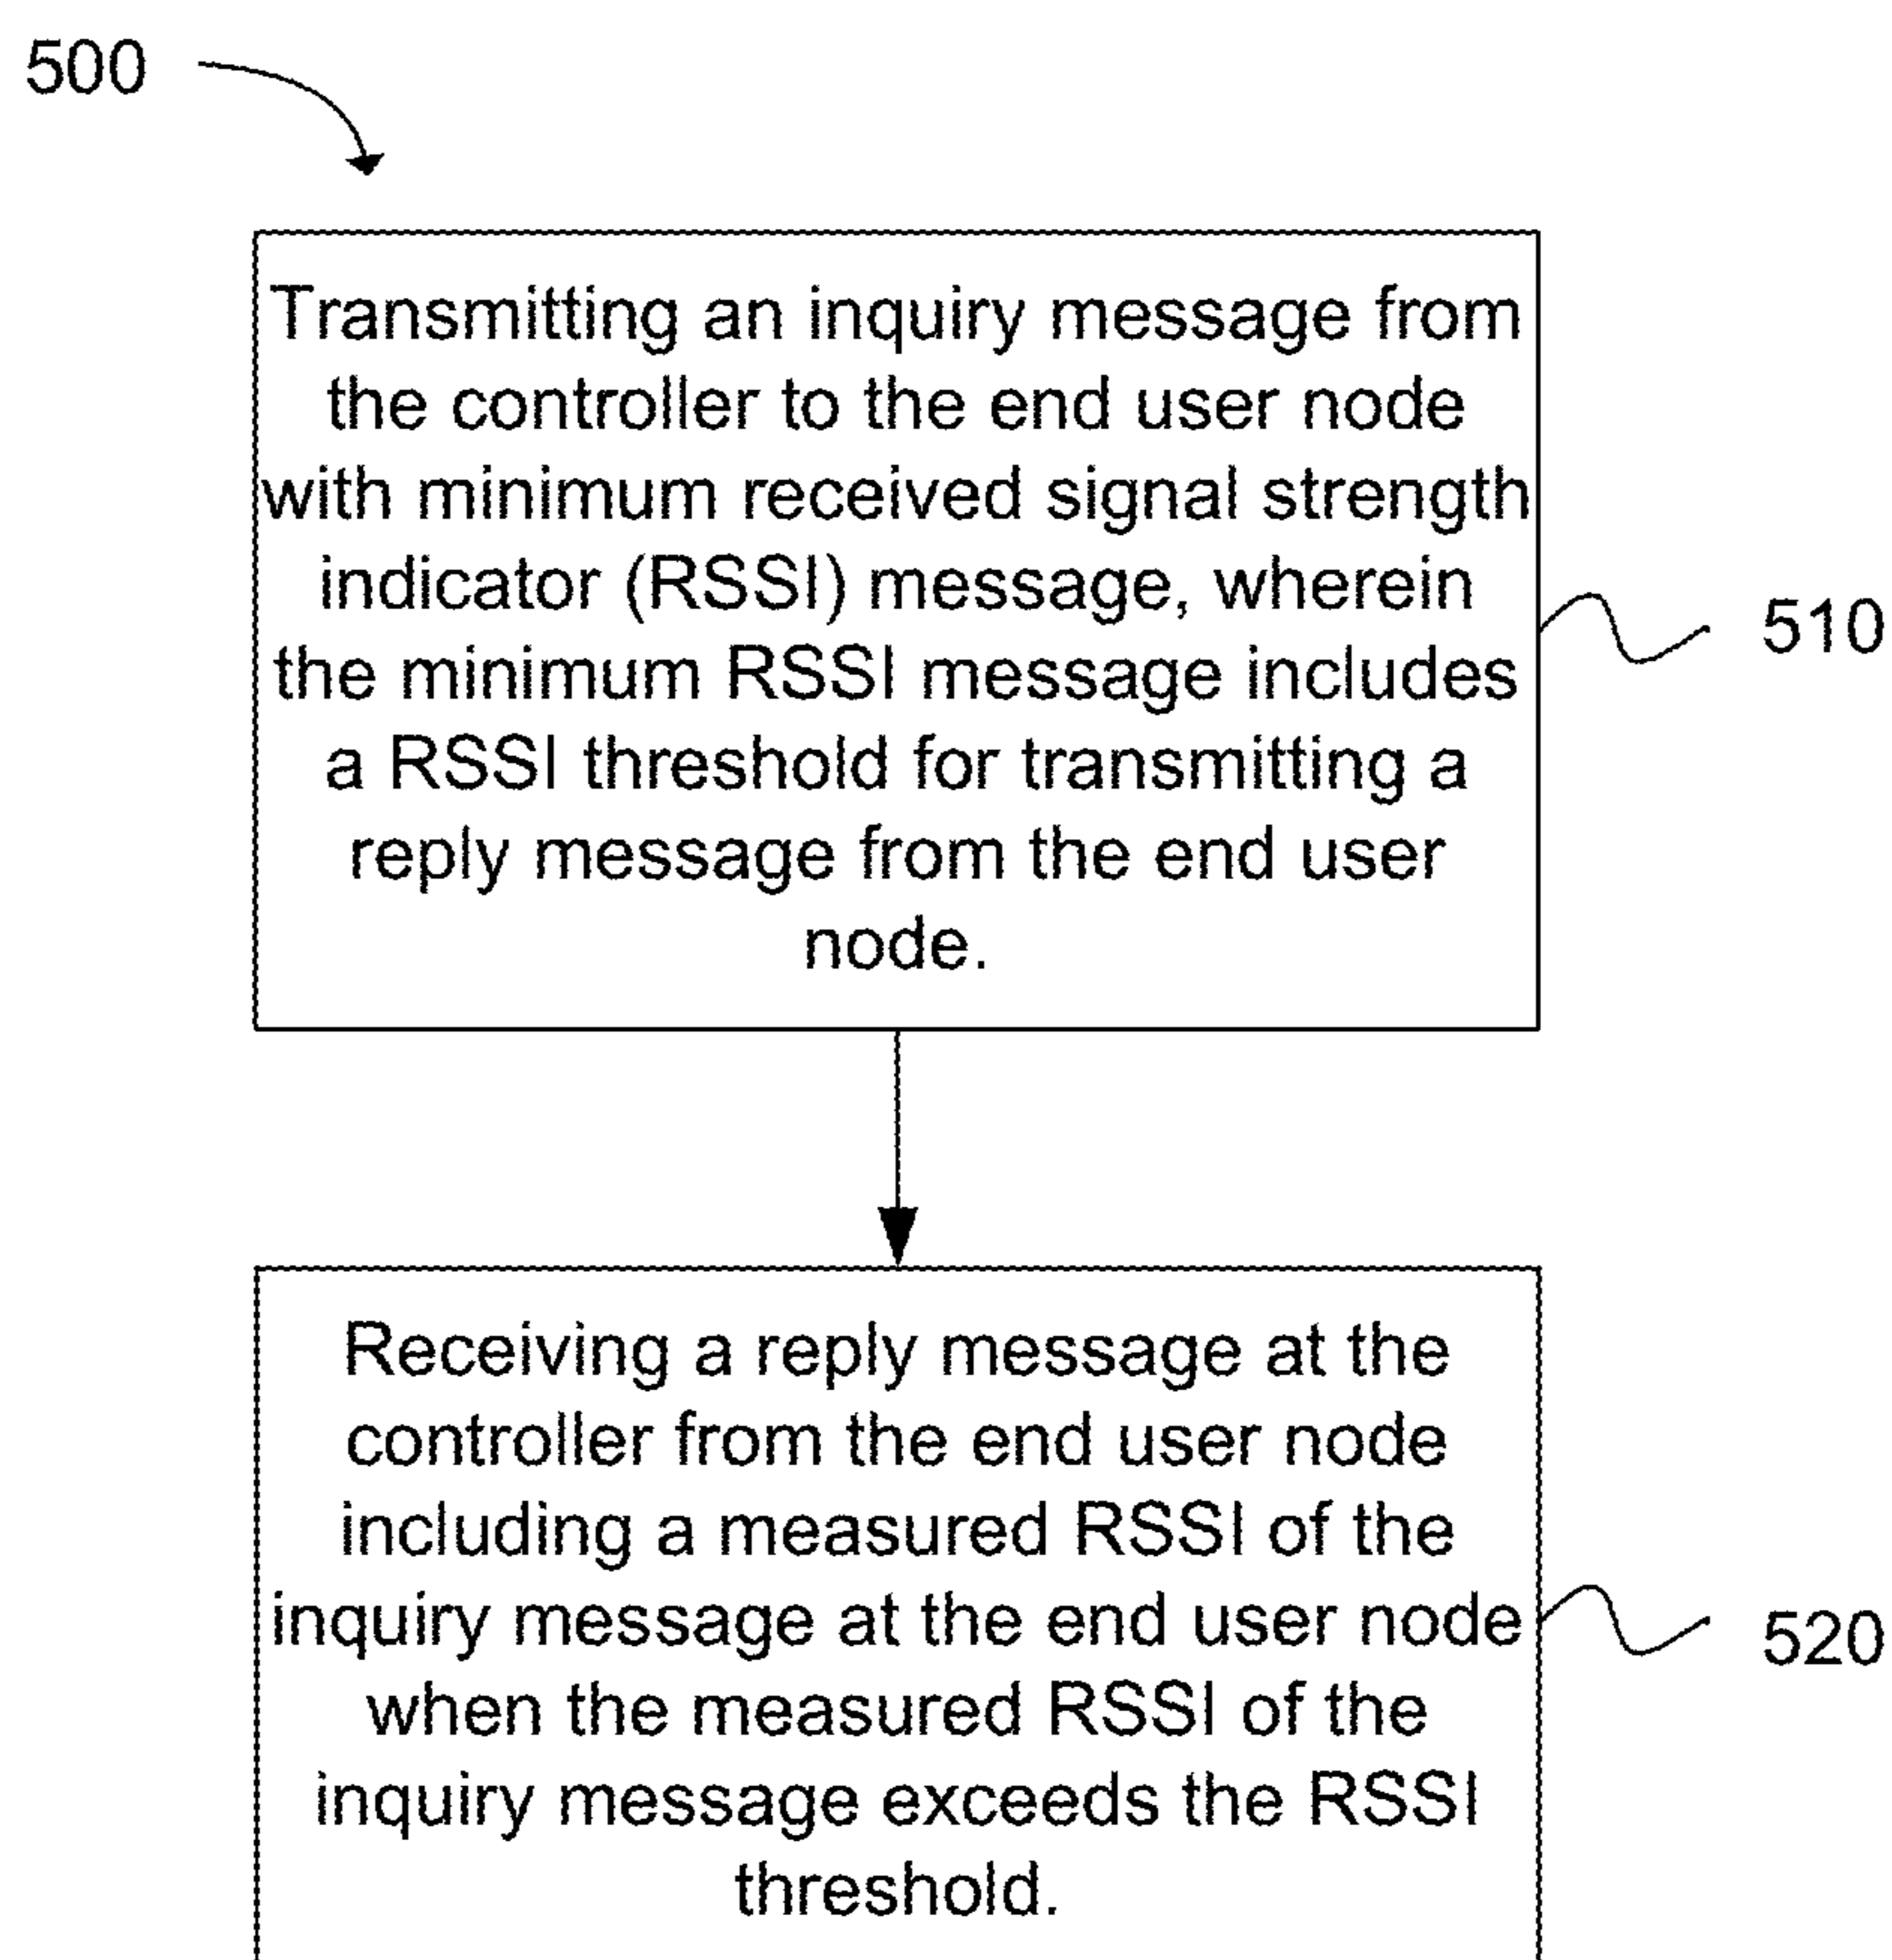 500
Transmitting an inquiry message from
the controller to the end user node
with minimum received signal strength
indicator (RSSI) message, wherein
the minimum RSSI message includes
a RSSI threshold for transmitting a
reply message from the end user
node.
510
Receiving a reply message at the
controller from the end user node
including a measured RSSI of the
inquiry message at the end user node
when the measured RSSI of the
inquiry message exceeds the RSSI
threshold.
520